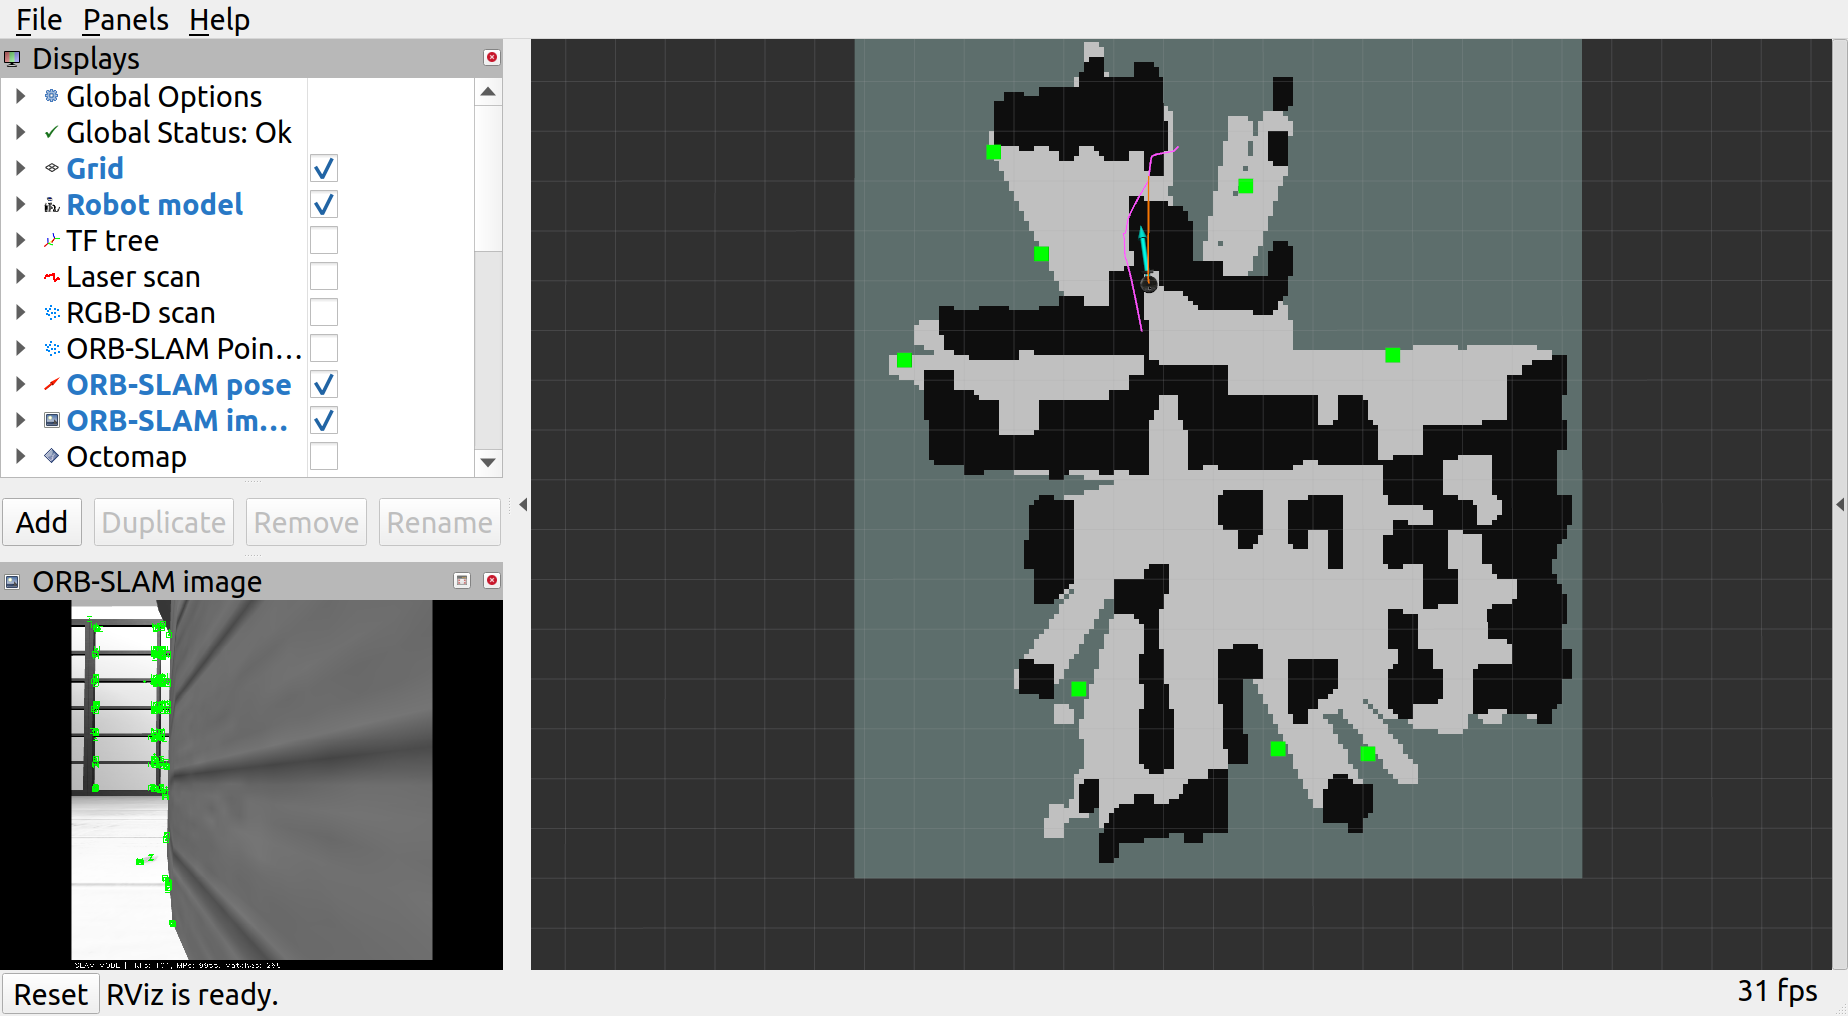 File Panels Help
Displays
Global Options
Global Status: Ok
Grid
Robot model
TF tree
Laser scan
RGB-D scan
ORB-SLAM Poin...
ORB-SLAM pose
ORB-SLAM im...
Octomap
Add Duplicate Remove Rename
ORB-SLAM image
SLAM MODE |
Reset RViz is ready.
31 fps